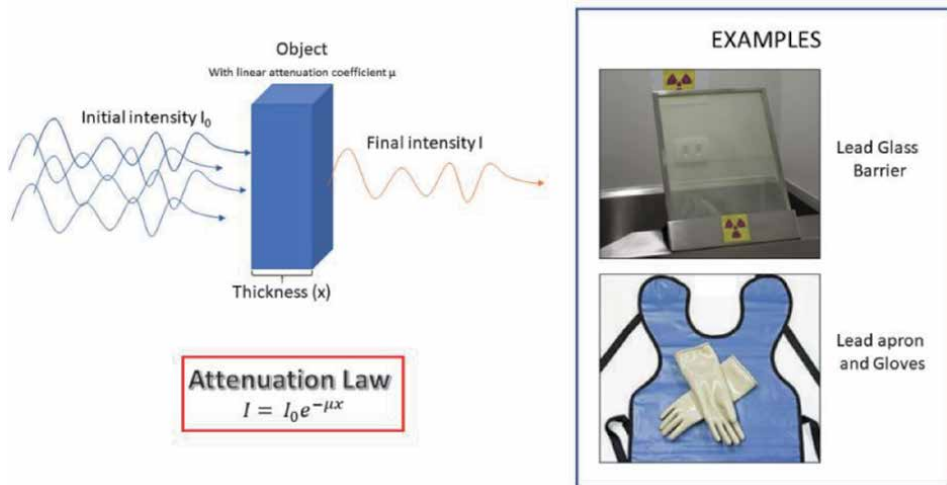 Object
With linear attenuation coefficient μ
Initial intensity I₀
Final intensity I
Thickness (x)
Attenuation Law
I = I₀e^{−μx}
EXAMPLES
Lead Glass
Barrier
Lead apron
and Gloves